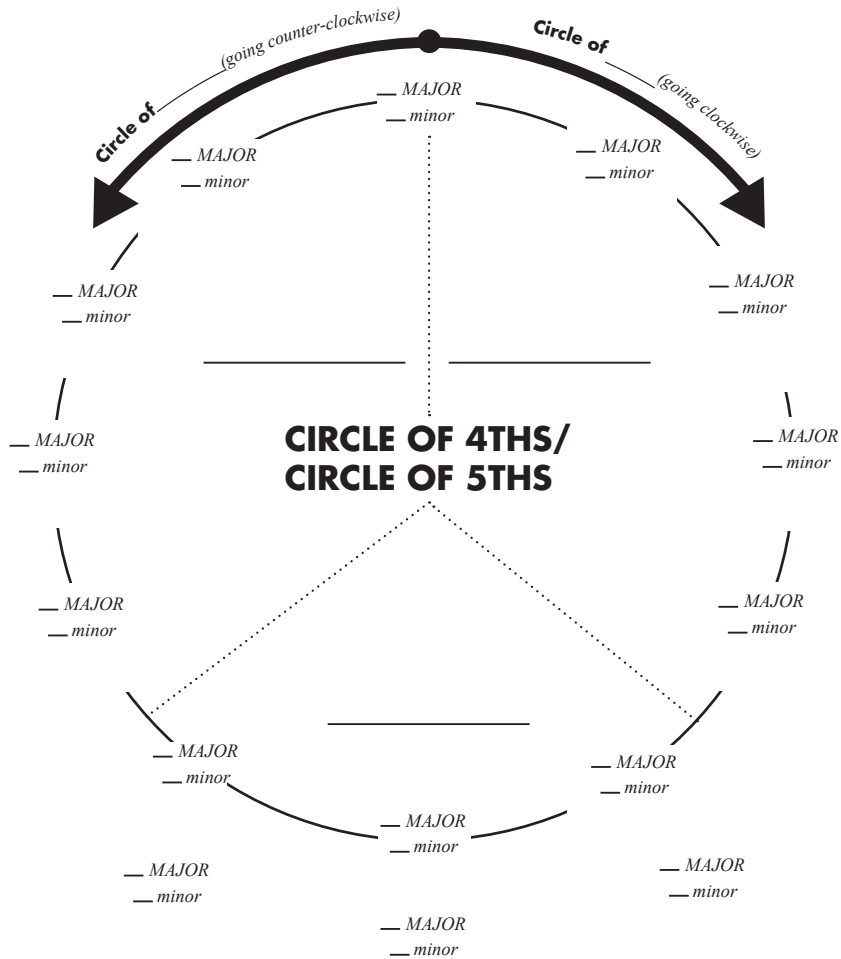 Circle of ____ (going counter-clockwise)
Circle of ____ (going clockwise)
__ MAJOR
__ minor
__ MAJOR
__ minor
__ MAJOR
__ minor
__ MAJOR
__ minor
__ MAJOR
__ minor
CIRCLE OF 4THS/
CIRCLE OF 5THS
__ MAJOR
__ minor
__ MAJOR
__ minor
__ MAJOR
__ minor
__ MAJOR
__ minor
__ MAJOR
__ minor
__ MAJOR
__ minor
__ MAJOR
__ minor
__ MAJOR
__ minor
__ MAJOR
__ minor
__ MAJOR
__ minor